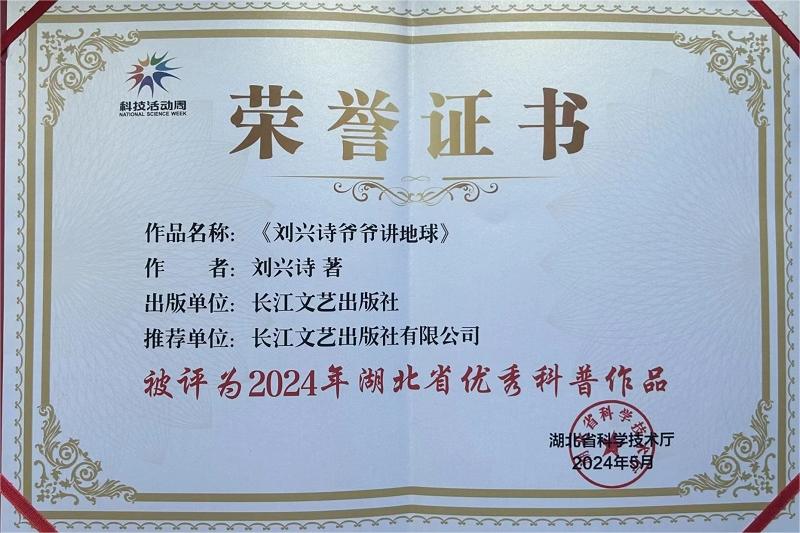 科技活动周
NATIONAL SCIENCE WEEK
荣誉证书
作品名称：《刘兴诗爷爷讲地球》
作　　者：刘兴诗 著
出版单位：长江文艺出版社
推荐单位：长江文艺出版社有限公司
被评为2024年湖北省优秀科普作品
湖北省科学技术厅
2024年5月